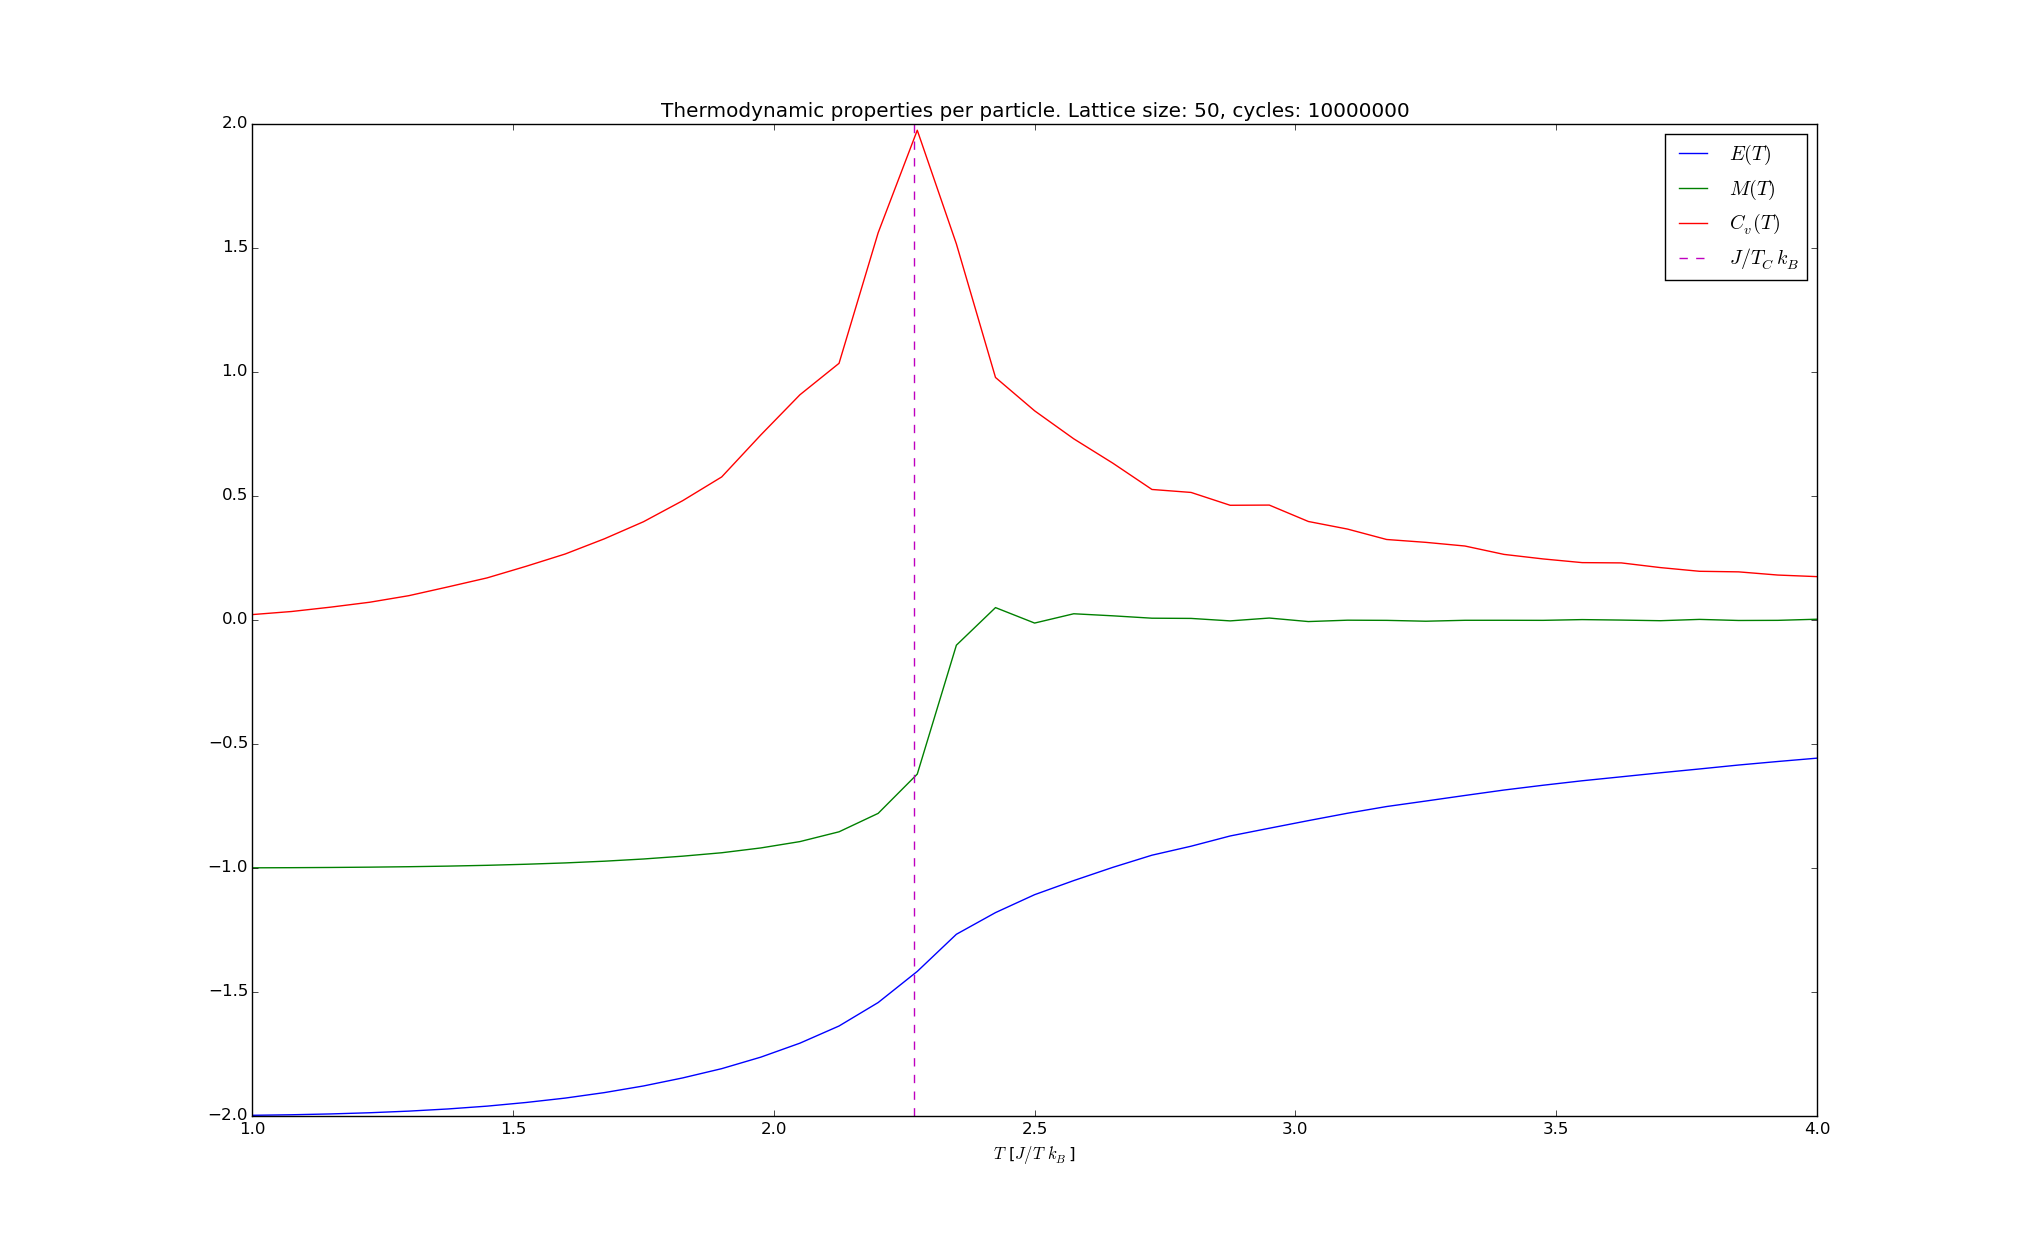 Thermodynamic properties per particle. Lattice size: 50, cycles: 10000000
2.0
1.5
1.0
0.5
0.0
−0.5
−1.0
−1.5
−2.0
E(T)
M(T)
C_v(T)
J/T_C k_B
1.0 1.5 2.0 2.5 3.0 3.5 4.0
T [J/T k_B]